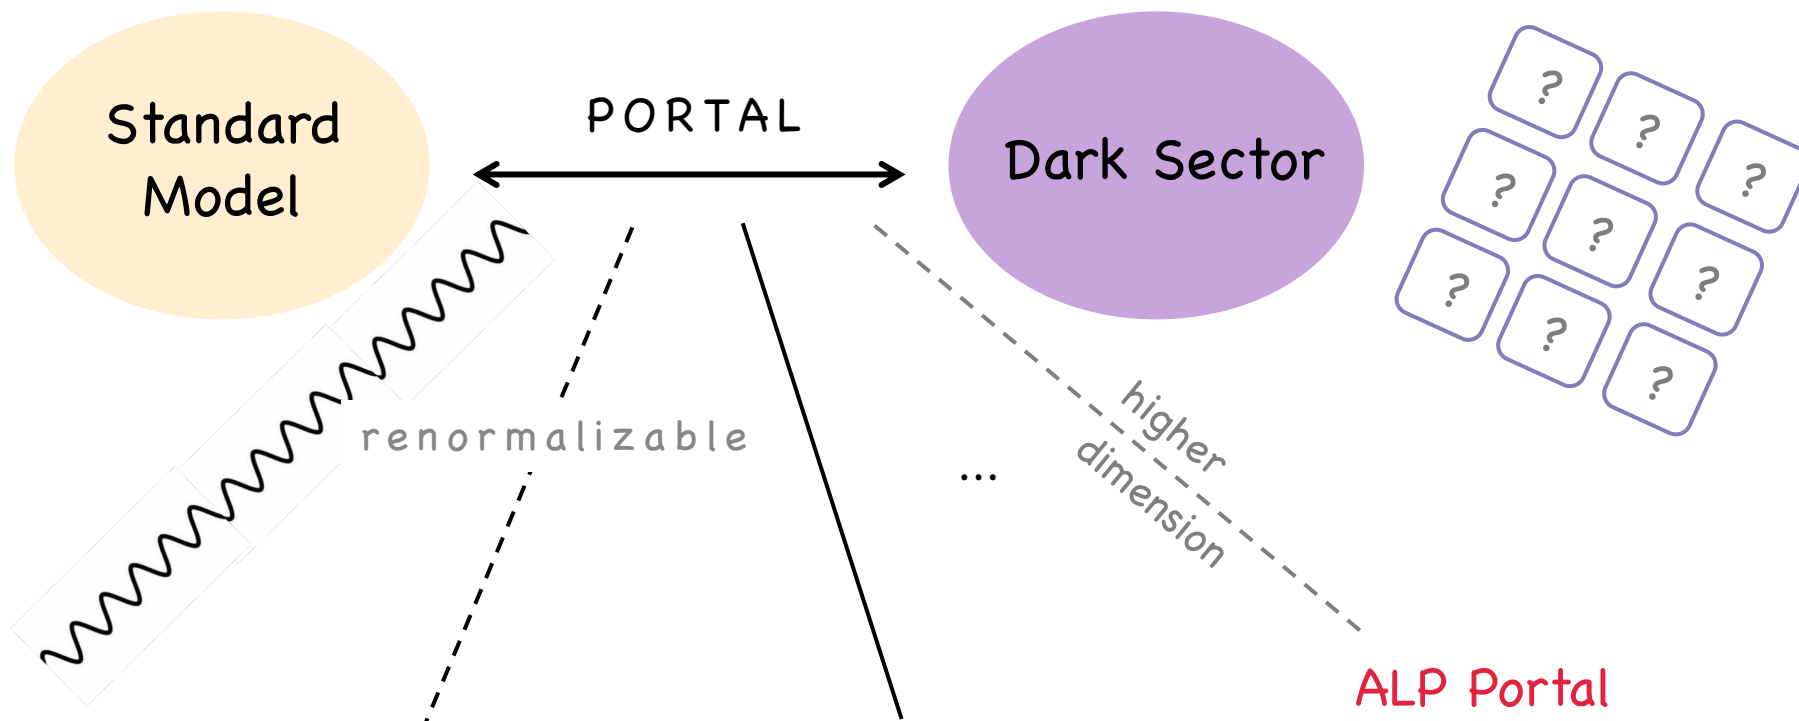 Standard
Model
PORTAL
Dark Sector
?
?
?
?
?
?
?
?
?
renormalizable
...
higher
dimension
ALP Portal